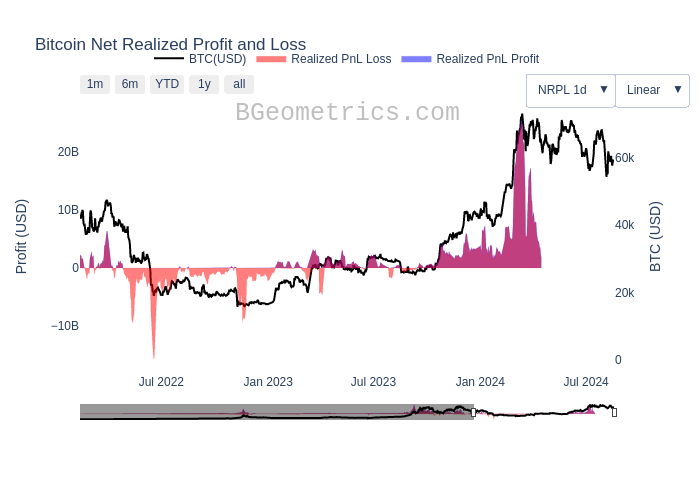 Bitcoin Net Realized Profit and Loss
BTC(USD) Realized PnL Loss Realized PnL Profit
1m 6m YTD 1y all NRPL 1d ▼ Linear ▼
BGeometrics.com
20B
10B
0
−10B
Profit (USD)
60k
40k
20k
0
BTC (USD)
Jul 2022 Jan 2023 Jul 2023 Jan 2024 Jul 2024